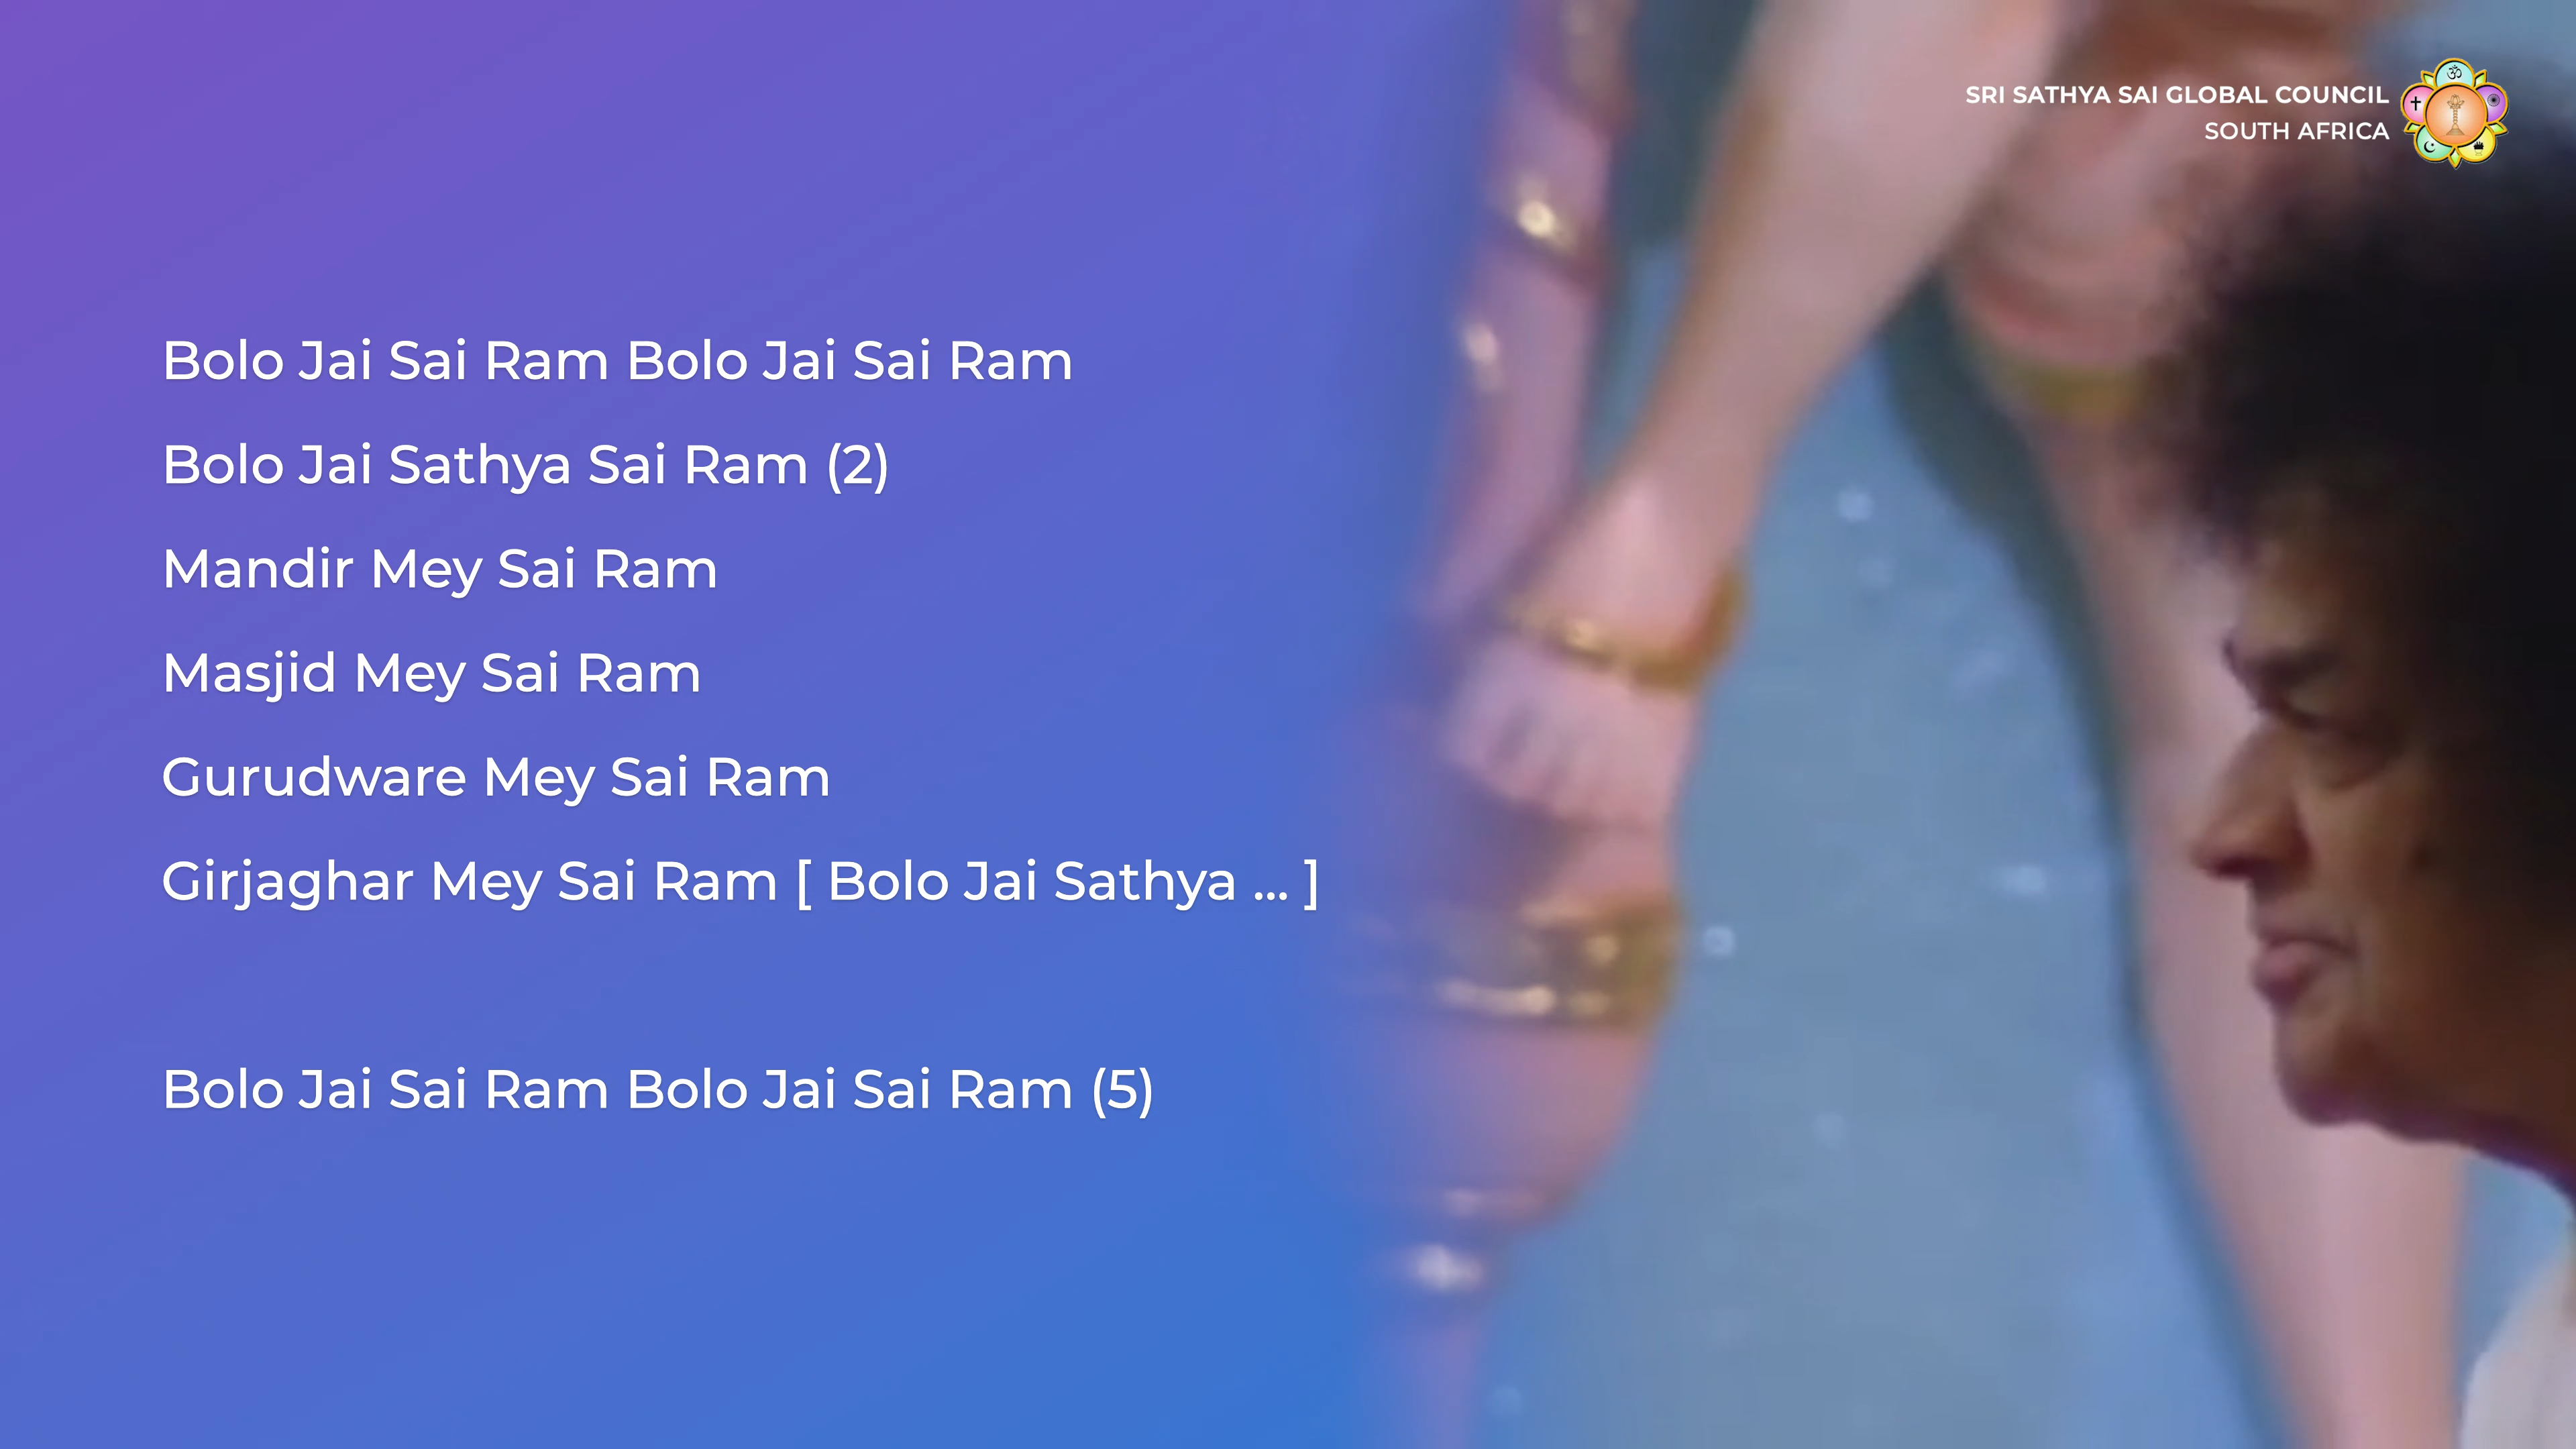 SRI SATHYA SAI GLOBAL COUNCIL
SOUTH AFRICA
Bolo Jai Sai Ram Bolo Jai Sai Ram
Bolo Jai Sathya Sai Ram (2)
Mandir Mey Sai Ram
Masjid Mey Sai Ram
Gurudware Mey Sai Ram
Girjaghar Mey Sai Ram [ Bolo Jai Sathya ... ]
Bolo Jai Sai Ram Bolo Jai Sai Ram (5)